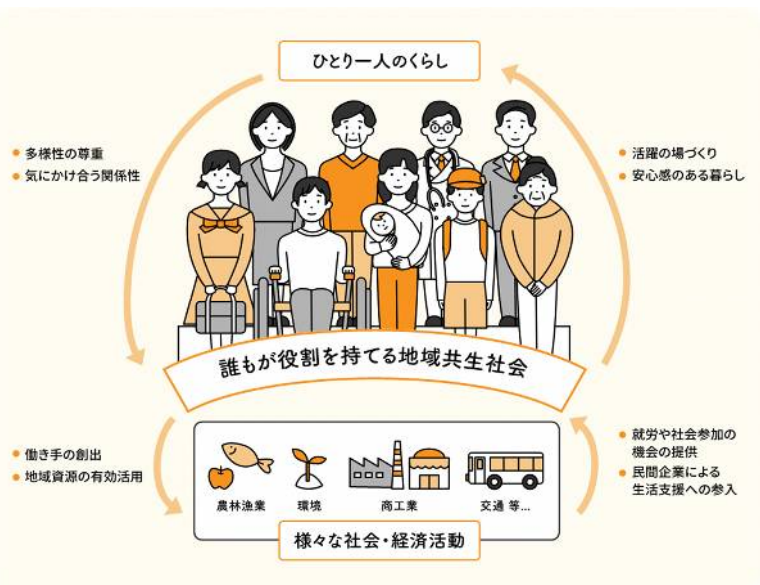 ひとり一人のくらし
多様性の尊重
気にかけ合う関係性
活躍の場づくり
安心感のある暮らし
誰もが役割を持てる地域共生社会
働き手の創出
地域資源の有効活用
就労や社会参加の
機会の提供
民間企業による
生活支援への参入
農林漁業
環境
商工業
交通 等...
様々な社会・経済活動